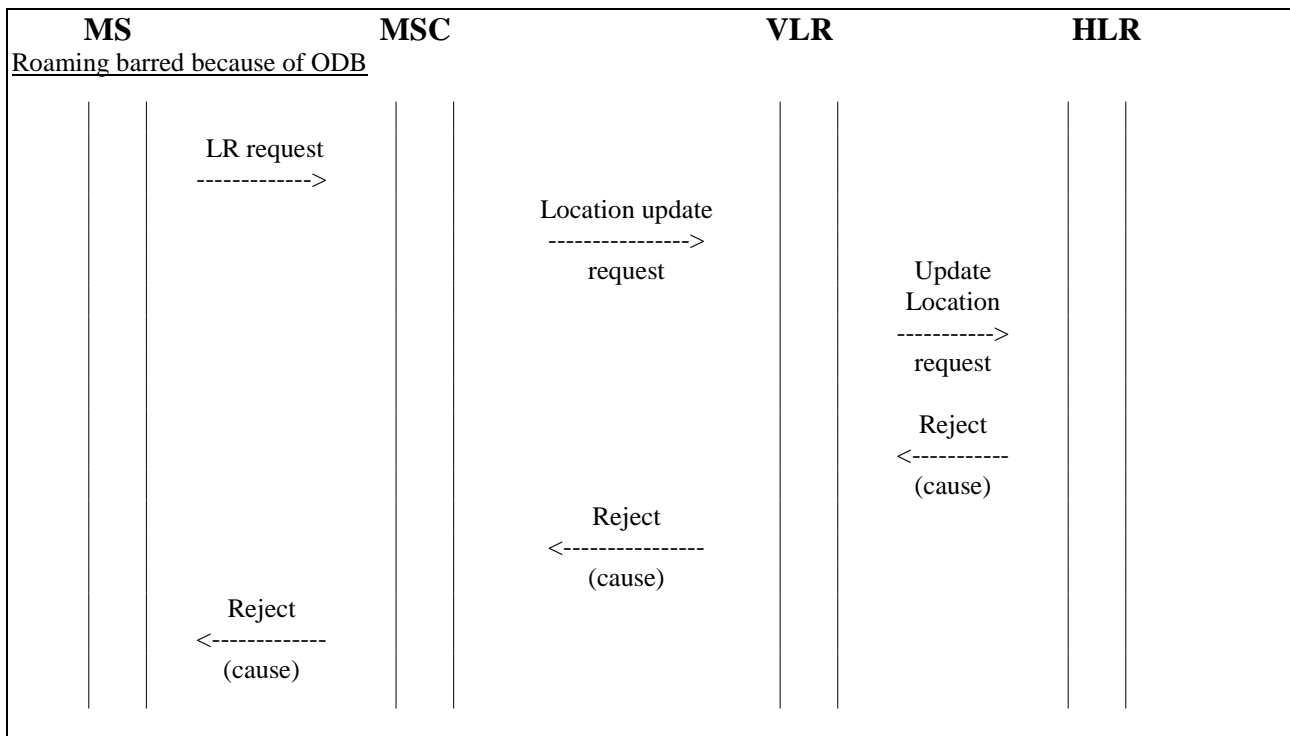 MS MSC VLR HLR
Roaming barred because of ODB
LR request
------------->
Location update
---------------->
request
Update
Location
----------->
request
Reject
<-----------
(cause)
Reject
<----------------
(cause)
Reject
<-------------
(cause)